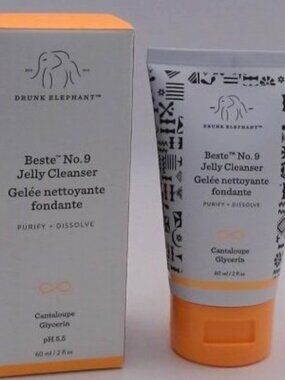 DRUNK ELEPHANT™
Beste™ No. 9
Jelly Cleanser
Gelée nettoyante
fondante
PURIFY + DISSOLVE
Cantaloupe
Glycerin
pH 5.5
60 ml / 2 fl oz
DRUNK ELEPHANT™
Beste™ No. 9
Jelly Cleanser
Gelée nettoyante
fondante
PURIFY + DISSOLVE
Cantaloupe
Glycerin
60 ml / 2 fl oz